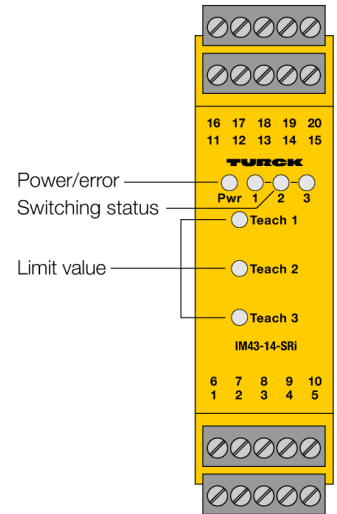 16 17 18 19 20
11 12 13 14 15
TURCK
Power/error
Pwr 1 2 3
Switching status
Teach 1
Limit value
Teach 2
Teach 3
IM43-14-SRi
6 7 8 9 10
1 2 3 4 5